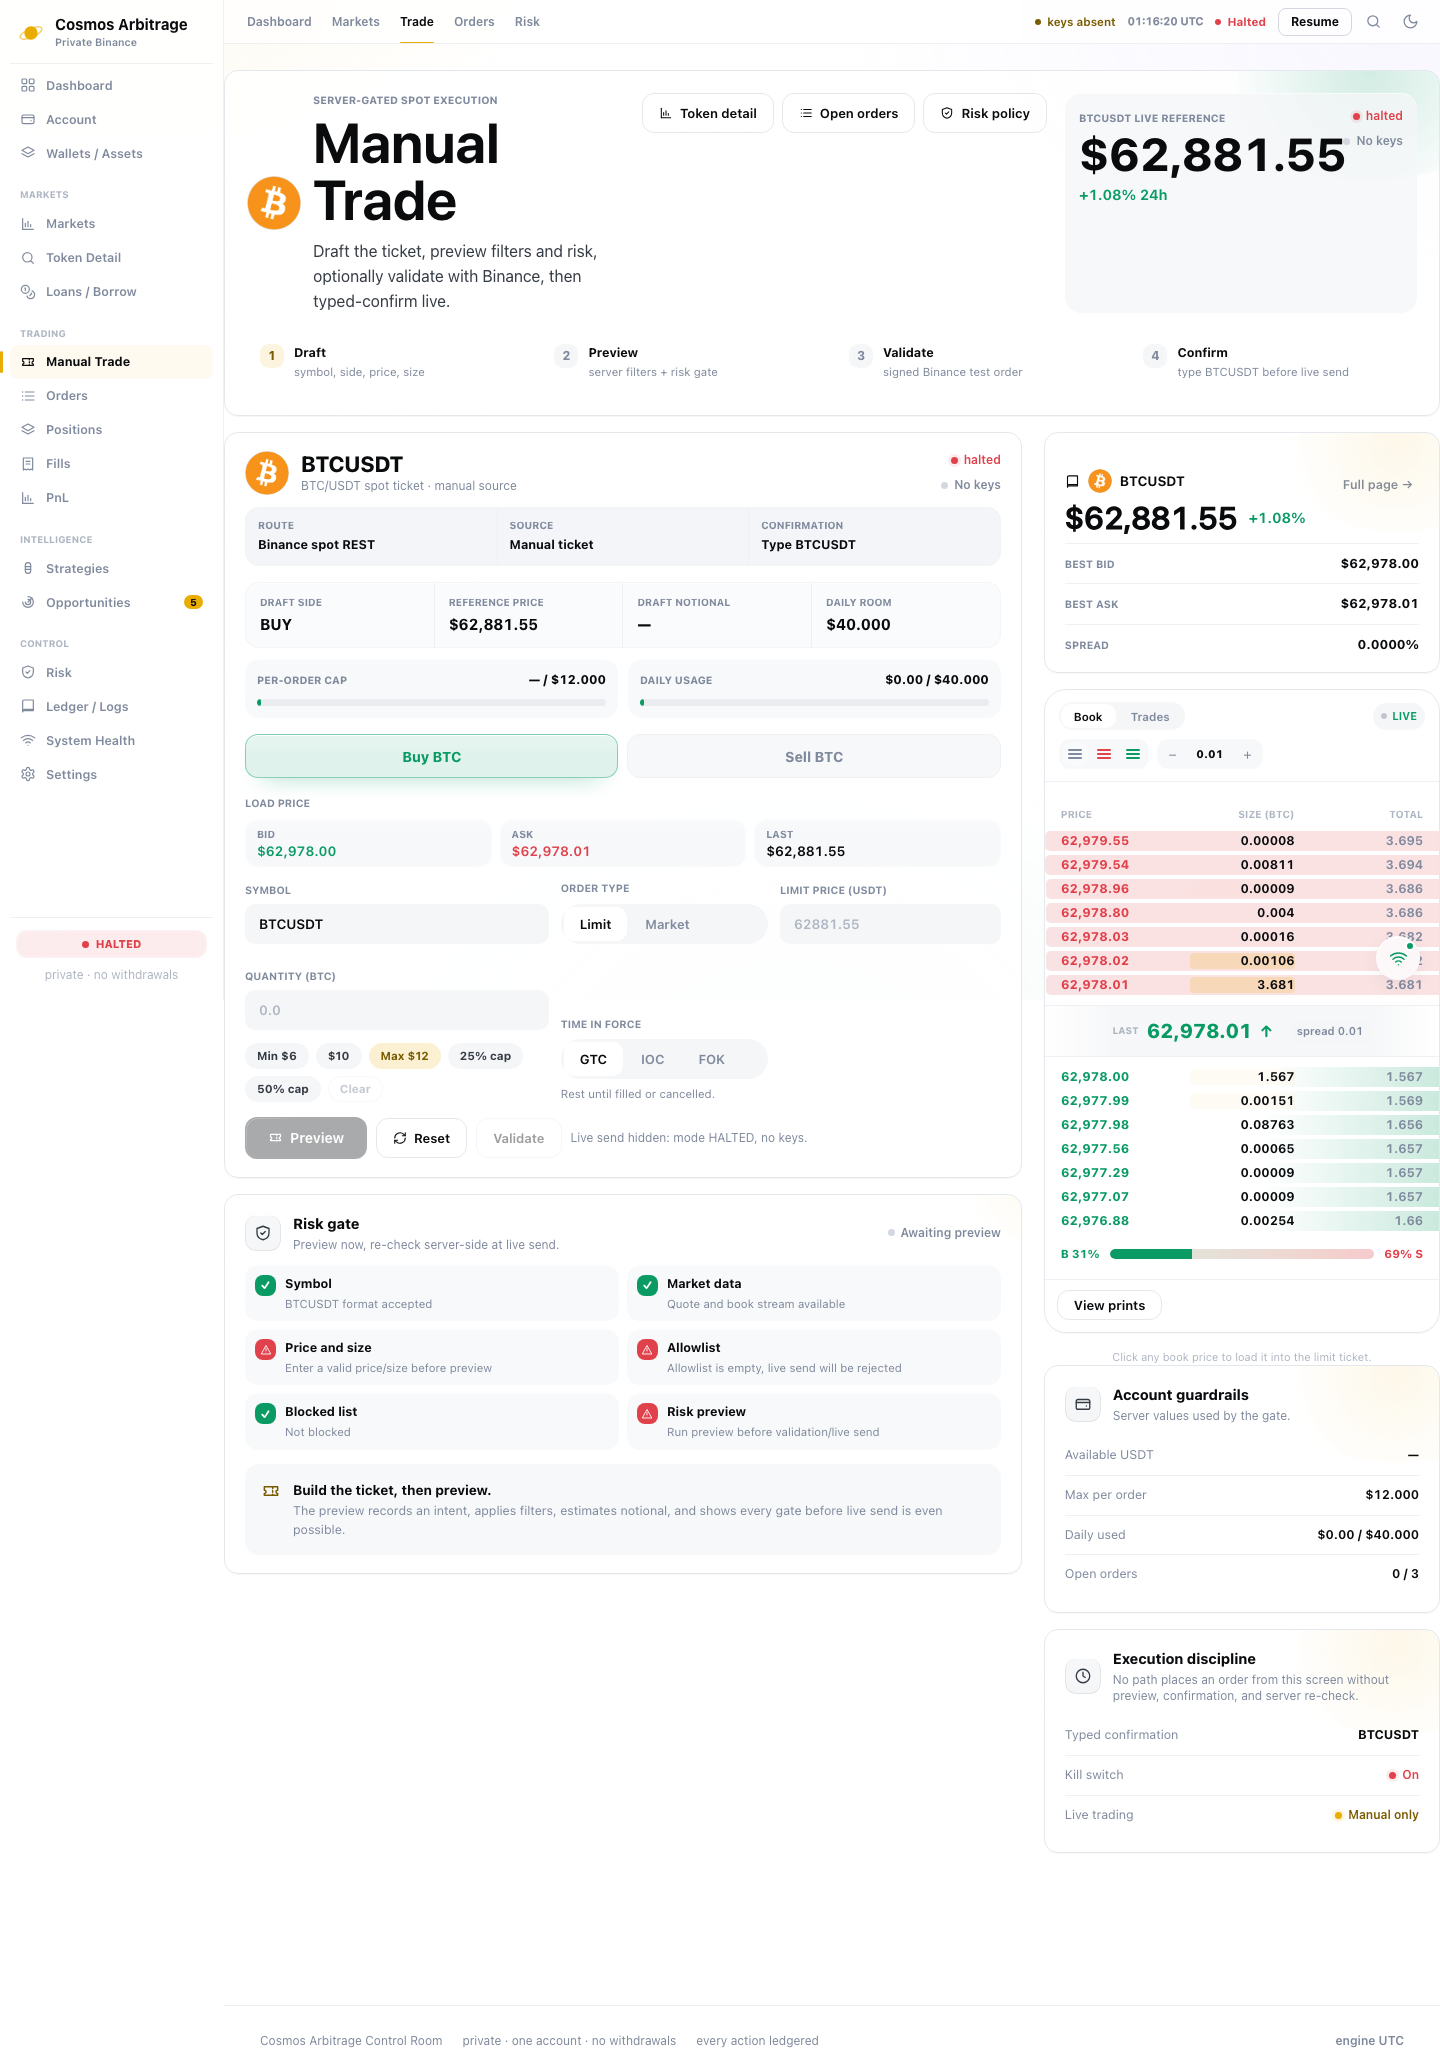 Cosmos Arbitrage
Private Binance
Dashboard
Account
Wallets / Assets
MARKETS
Markets
Token Detail
Loans / Borrow
TRADING
Manual Trade
Orders
Positions
Fills
PnL
INTELLIGENCE
Strategies
Opportunities 5
CONTROL
Risk
Ledger / Logs
System Health
Settings
HALTED
private · no withdrawals
Dashboard Markets Trade Orders Risk
keys absent 01:16:20 UTC Halted Resume
SERVER-GATED SPOT EXECUTION
Manual
Trade
Draft the ticket, preview filters and risk,
optionally validate with Binance, then
typed-confirm live.
Token detail Open orders Risk policy
BTCUSDT LIVE REFERENCE
halted
No keys
$62,881.55
+1.08% 24h
1 Draft
symbol, side, price, size
2 Preview
server filters + risk gate
3 Validate
signed Binance test order
4 Confirm
type BTCUSDT before live send
BTCUSDT
BTC/USDT spot ticket · manual source
halted
No keys
ROUTE
Binance spot REST
SOURCE
Manual ticket
CONFIRMATION
Type BTCUSDT
DRAFT SIDE
BUY
REFERENCE PRICE
$62,881.55
DRAFT NOTIONAL
—
DAILY ROOM
$40.000
PER-ORDER CAP — / $12.000
DAILY USAGE $0.00 / $40.000
Buy BTC Sell BTC
LOAD PRICE
BID
$62,978.00
ASK
$62,978.01
LAST
$62,881.55
SYMBOL
BTCUSDT
ORDER TYPE
Limit Market
LIMIT PRICE (USDT)
62881.55
QUANTITY (BTC)
0.0
Min $6 $10 Max $12 25% cap
50% cap Clear
TIME IN FORCE
GTC IOC FOK
Rest until filled or cancelled.
Preview Reset Validate Live send hidden: mode HALTED, no keys.
Risk gate
Preview now, re-check server-side at live send.
Awaiting preview
Symbol
BTCUSDT format accepted
Market data
Quote and book stream available
Price and size
Enter a valid price/size before preview
Allowlist
Allowlist is empty, live send will be rejected
Blocked list
Not blocked
Risk preview
Run preview before validation/live send
Build the ticket, then preview.
The preview records an intent, applies filters, estimates notional, and shows every gate before live send is even
possible.
BTCUSDT Full page →
$62,881.55 +1.08%
BEST BID $62,978.00
BEST ASK $62,978.01
SPREAD 0.0000%
Book Trades LIVE
− 0.01 +
PRICE SIZE (BTC) TOTAL
62,979.55 0.00008 3.695
62,979.54 0.00811 3.694
62,978.96 0.00009 3.686
62,978.80 0.004 3.686
62,978.03 0.00016 3.682
62,978.02 0.00106
62,978.01 3.681 3.681
LAST 62,978.01 ↑ spread 0.01
62,978.00 1.567 1.567
62,977.99 0.00151 1.569
62,977.98 0.08763 1.656
62,977.56 0.00065 1.657
62,977.29 0.00009 1.657
62,977.07 0.00009 1.657
62,976.88 0.00254 1.66
B 31% 69% S
View prints
Click any book price to load it into the limit ticket.
Account guardrails
Server values used by the gate.
Available USDT —
Max per order $12.000
Daily used $0.00 / $40.000
Open orders 0 / 3
Execution discipline
No path places an order from this screen without
preview, confirmation, and server re-check.
Typed confirmation BTCUSDT
Kill switch On
Live trading Manual only
Cosmos Arbitrage Control Room private · one account · no withdrawals every action ledgered engine UTC